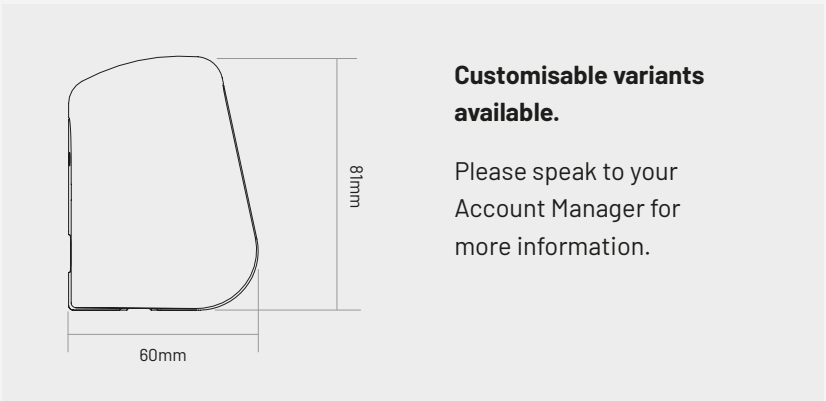 Customisable variants
available.
Please speak to your
Account Manager for
more information.
81mm
60mm